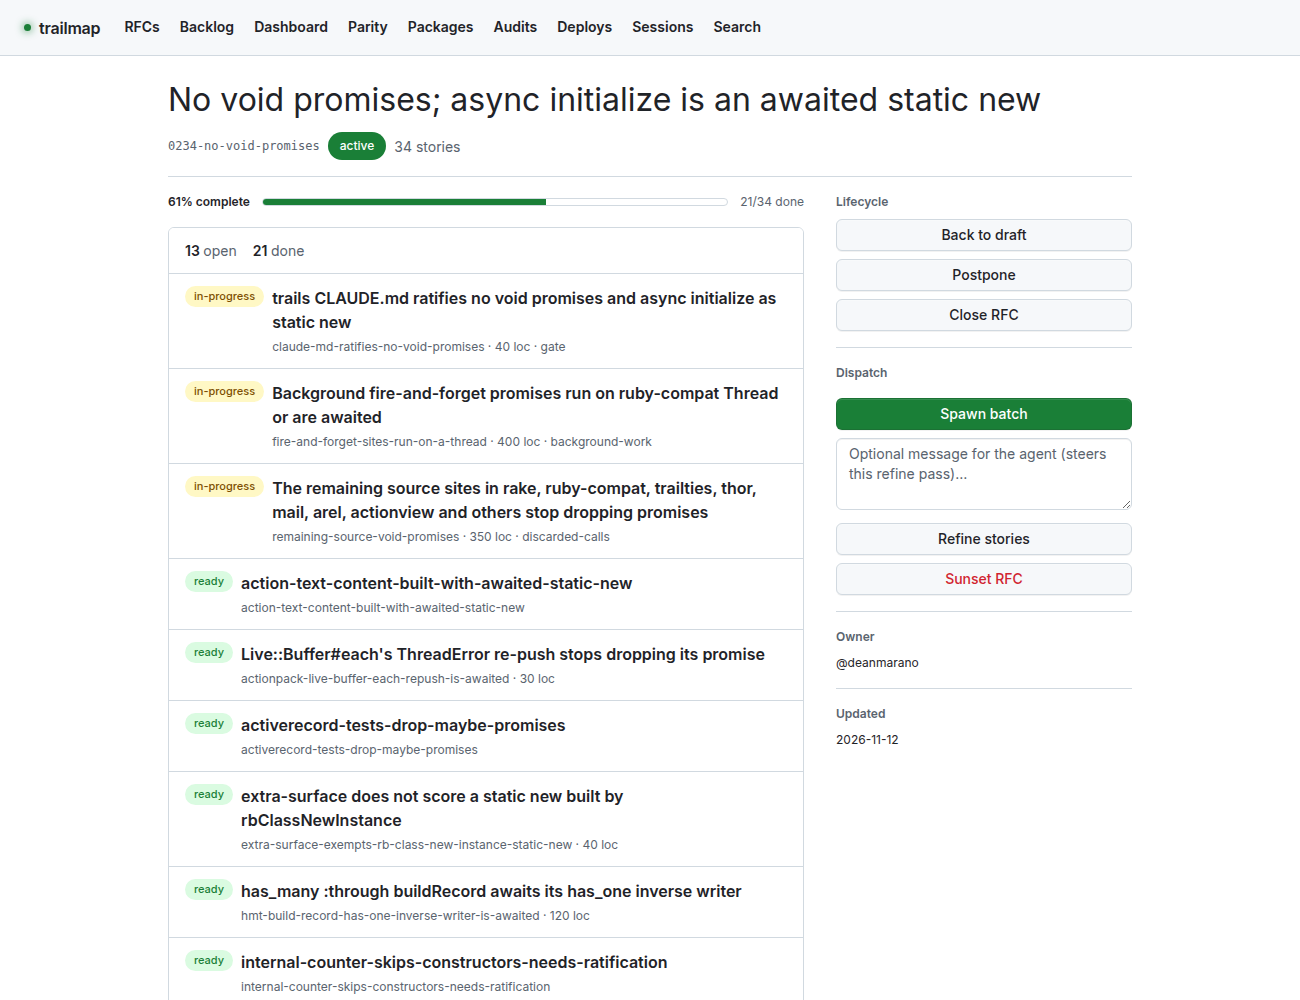 trailmap RFCs Backlog Dashboard Parity Packages Audits Deploys Sessions Search
No void promises; async initialize is an awaited static new
0234-no-void-promises active 34 stories
61% complete 21/34 done
13 open 21 done
in-progress trails CLAUDE.md ratifies no void promises and async initialize as
static new
claude-md-ratifies-no-void-promises · 40 loc · gate
in-progress Background fire-and-forget promises run on ruby-compat Thread
or are awaited
fire-and-forget-sites-run-on-a-thread · 400 loc · background-work
in-progress The remaining source sites in rake, ruby-compat, trailties, thor,
mail, arel, actionview and others stop dropping promises
remaining-source-void-promises · 350 loc · discarded-calls
ready action-text-content-built-with-awaited-static-new
action-text-content-built-with-awaited-static-new
ready Live::Buffer#each's ThreadError re-push stops dropping its promise
actionpack-live-buffer-each-repush-is-awaited · 30 loc
ready activerecord-tests-drop-maybe-promises
activerecord-tests-drop-maybe-promises
ready extra-surface does not score a static new built by
rbClassNewInstance
extra-surface-exempts-rb-class-new-instance-static-new · 40 loc
ready has_many :through buildRecord awaits its has_one inverse writer
hmt-build-record-has-one-inverse-writer-is-awaited · 120 loc
ready internal-counter-skips-constructors-needs-ratification
internal-counter-skips-constructors-needs-ratification
Lifecycle
Back to draft
Postpone
Close RFC
Dispatch
Spawn batch
Optional message for the agent (steers
this refine pass)...
Refine stories
Sunset RFC
Owner
@deanmarano
Updated
2026-11-12